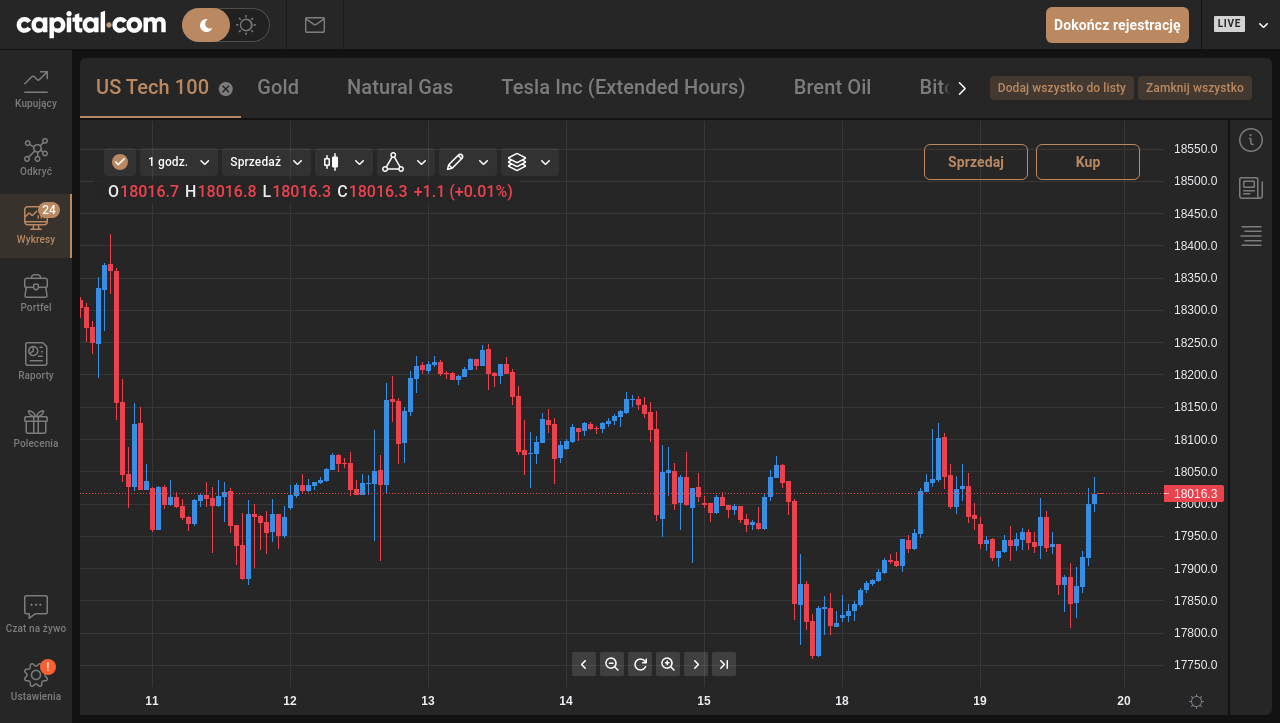 capital.com
Dokończ rejestrację
LIVE
US Tech 100
Gold
Natural Gas
Tesla Inc (Extended Hours)
Brent Oil
Bitc
Dodaj wszystko do listy
Zamknij wszystko
Kupujący
Odkryć
24
Wykresy
Portfel
Raporty
Polecenia
Czat na żywo
!
Ustawienia
1 godz.
Sprzedaż
Sprzedaj
Kup
O18016.7 H18016.8 L18016.3 C18016.3 +1.1 (+0.01%)
18550.0
18500.0
18450.0
18400.0
18350.0
18300.0
18250.0
18200.0
18150.0
18100.0
18050.0
18016.3
18000.0
17950.0
17900.0
17850.0
17800.0
17750.0
11 12 13 14 15 18 19 20